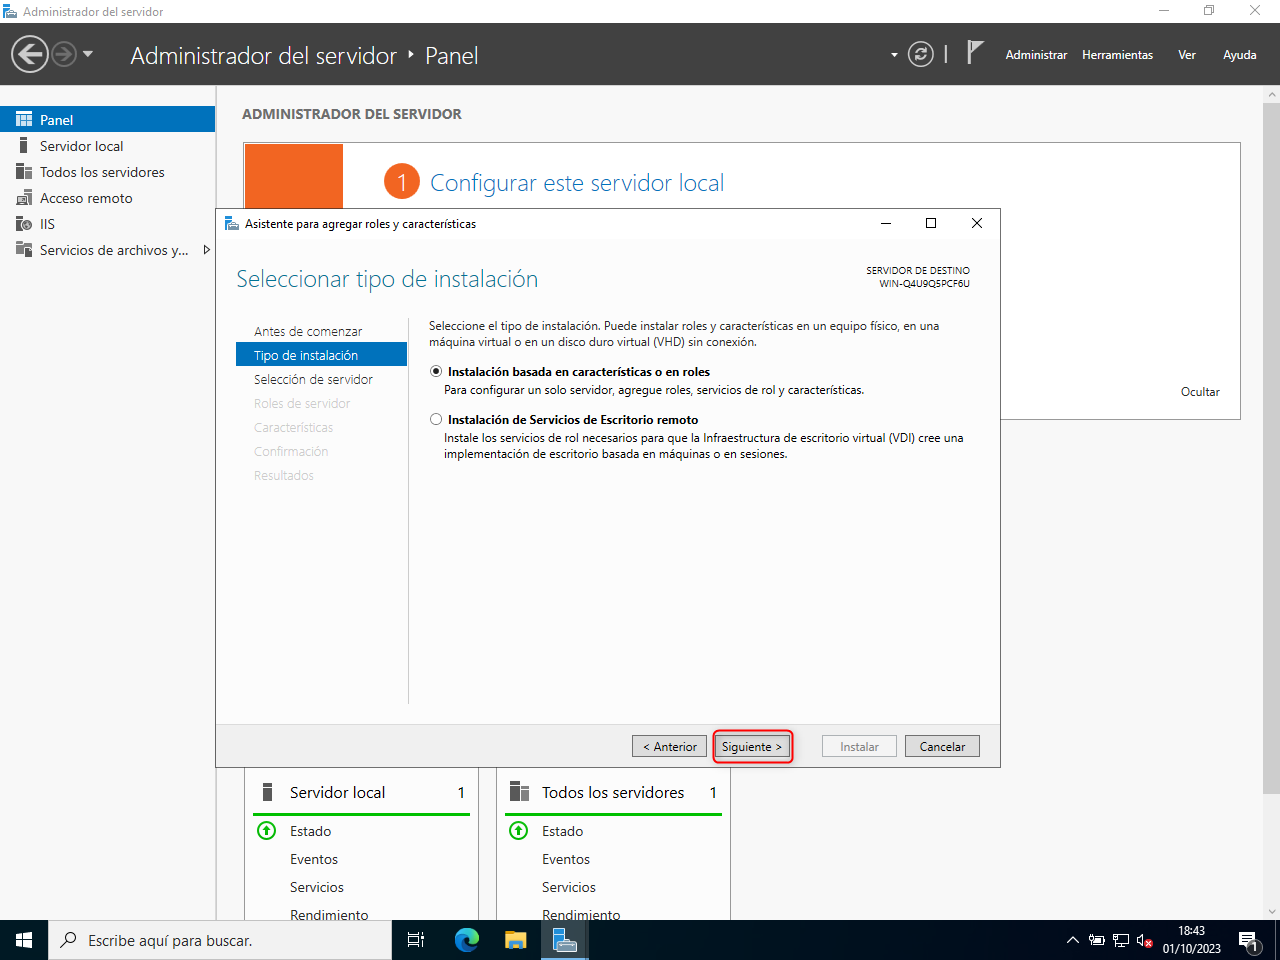 Administrador del servidor
Administrador del servidor ‣ Panel
Administrar
Herramientas
Ver
Ayuda
Panel
Servidor local
Todos los servidores
Acceso remoto
IIS
Servicios de archivos y...
ADMINISTRADOR DEL SERVIDOR
1 Configurar este servidor local
Asistente para agregar roles y características
Seleccionar tipo de instalación
SERVIDOR DE DESTINO
WIN-Q4U9Q5PCF6U
Antes de comenzar
Tipo de instalación
Selección de servidor
Roles de servidor
Características
Confirmación
Resultados
Seleccione el tipo de instalación. Puede instalar roles y características en un equipo físico, en una
máquina virtual o en un disco duro virtual (VHD) sin conexión.
Instalación basada en características o en roles
Para configurar un solo servidor, agregue roles, servicios de rol y características.
Instalación de Servicios de Escritorio remoto
Instale los servicios de rol necesarios para que la Infraestructura de escritorio virtual (VDI) cree una
implementación de escritorio basada en máquinas o en sesiones.
Ocultar
< Anterior
Siguiente >
Instalar
Cancelar
Servidor local 1
Estado
Eventos
Servicios
Rendimiento
Todos los servidores 1
Estado
Eventos
Servicios
Rendimiento
Escribe aquí para buscar.
18:43
01/10/2023
1